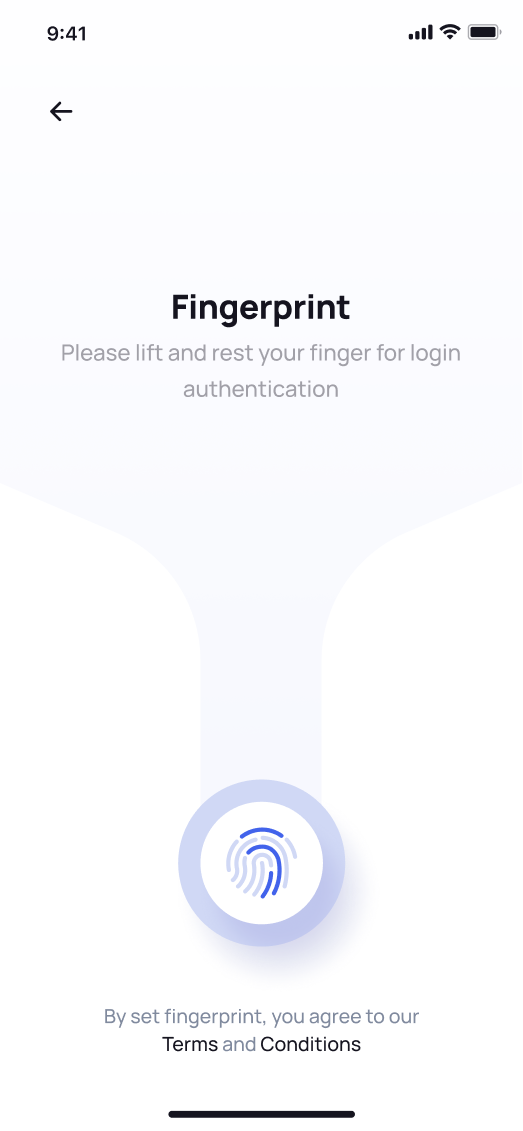 9:41
Fingerprint
Please lift and rest your finger for login
authentication
By set fingerprint, you agree to our
Terms and Conditions